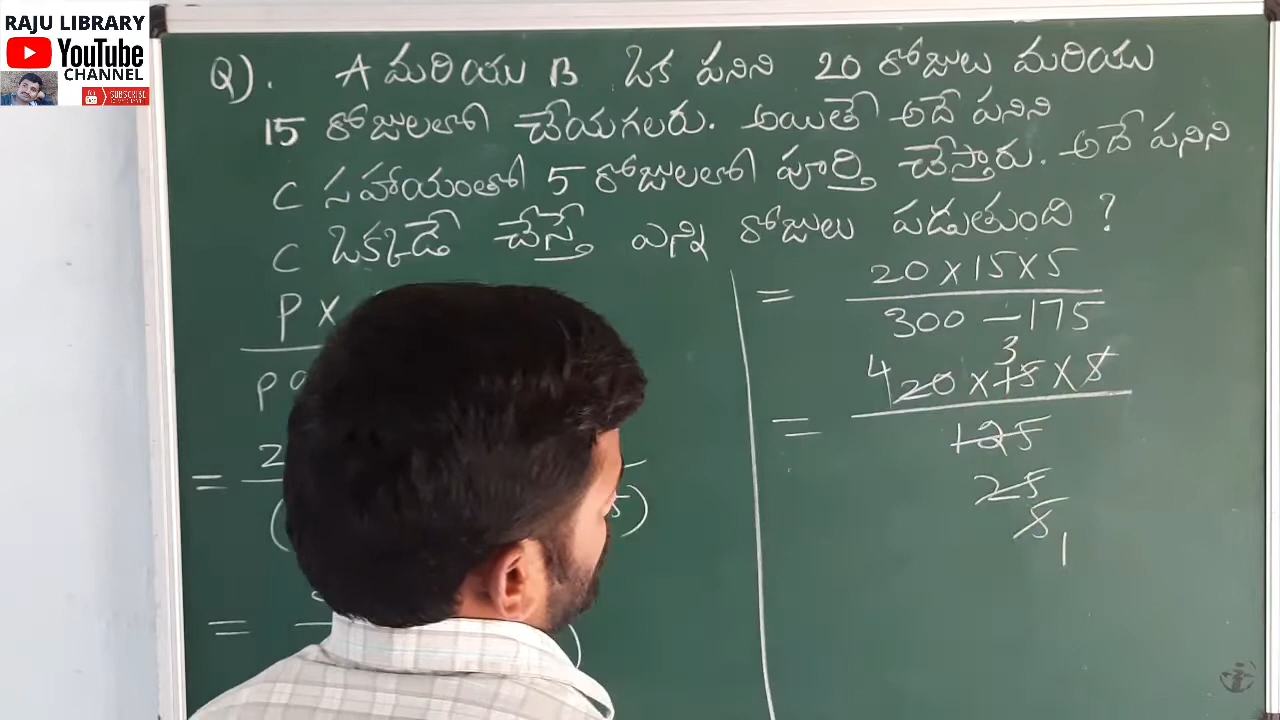 RAJU LIBRARY
YouTube
CHANNEL
SUBSCRIBE
Q). A మరియు B ఒక పనిని 20 రోజులు మరియు
15 రోజులలో చేయగలరు. అయితే అదే పనిని
C సహాయంతో 5 రోజులలో పూర్తి చేస్తారు. అదే పనిని
C ఒక్కడే చేస్తే ఎన్ని రోజులు పడుతుంది ?
P x
= 20 x 15 x 5
300 - 175
= 4 20 x 3 15 x 5
125
25
5 1